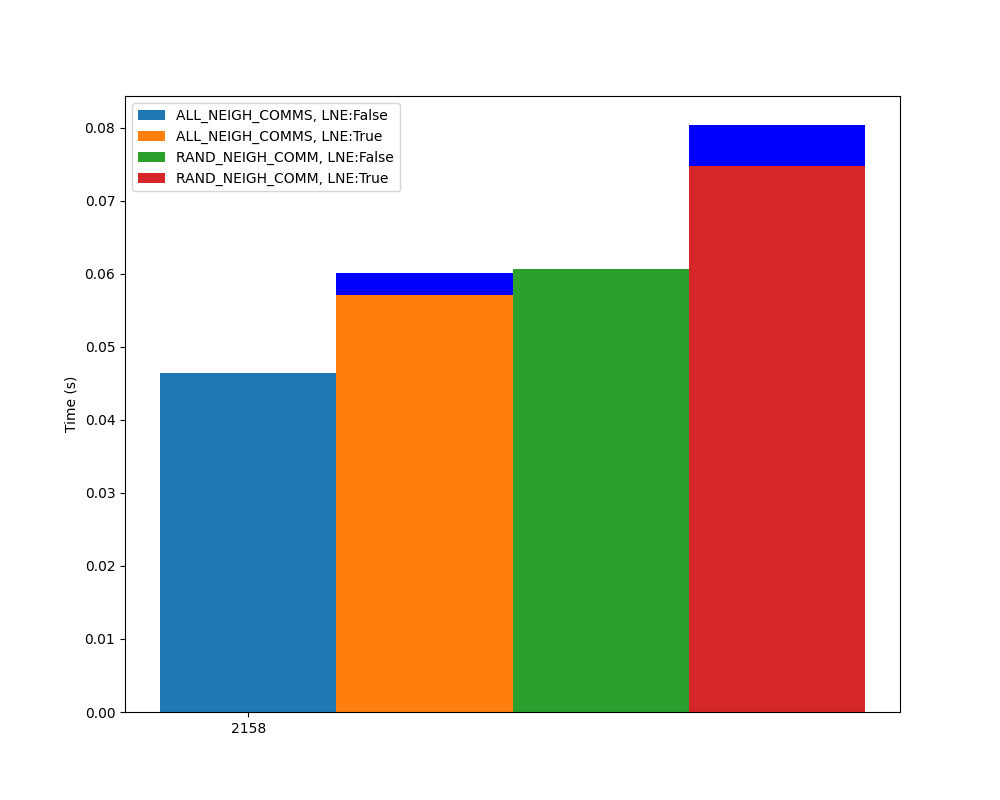 ALL_NEIGH_COMMS, LNE:False
ALL_NEIGH_COMMS, LNE:True
RAND_NEIGH_COMM, LNE:False
RAND_NEIGH_COMM, LNE:True
0.08
0.07
0.06
0.05
0.04
0.03
0.02
0.01
0.00
Time (s)
2158